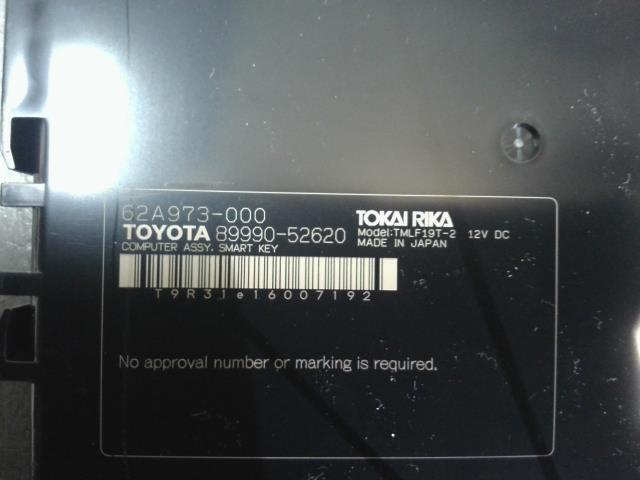 62A973-000
TOYOTA 89990-52620
COMPUTER ASSY. SMART KEY
TOKAI RIKA
MODEL:TMLF19T-2 12V DC
MADE IN JAPAN
T9R31e16007192
No approval number or marking is required.